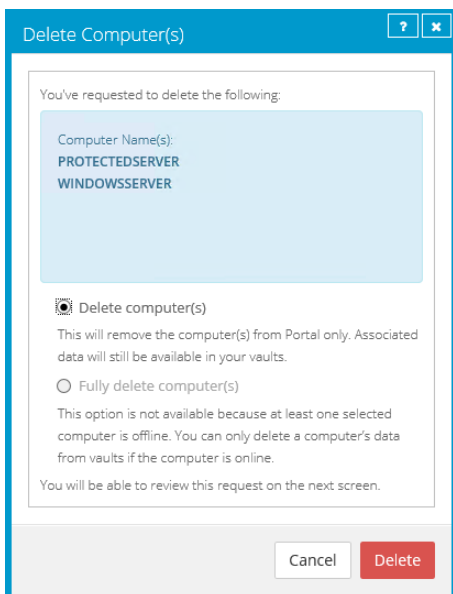 Delete Computer(s)
?
×
You've requested to delete the following:
Computer Name(s):
PROTECTEDSERVER
WINDOWSSERVER
Delete computer(s)
This will remove the computer(s) from Portal only. Associated
data will still be available in your vaults.
Fully delete computer(s)
This option is not available because at least one selected
computer is offline. You can only delete a computer's data
from vaults if the computer is online.
You will be able to review this request on the next screen.
Cancel
Delete